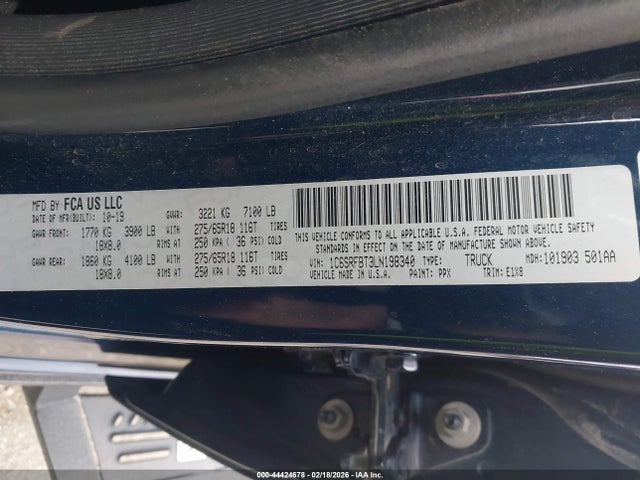 MFD BY FCA US LLC
DATE OF MFR(BUILT): 10-19 GVWR: 3221 KG 7100 LB
GAWR FRONT: 1770 KG 3900 LB WITH 275/65R18 116T TIRES
18X8.0 RIMS AT 250 KPA ( 36 PSI) COLD
GAWR REAR: 1860 KG 4100 LB WITH 275/65R18 116T TIRES
18X8.0 RIMS AT 250 KPA ( 36 PSI) COLD
THIS VEHICLE CONFORMS TO ALL APPLICABLE U.S.A. FEDERAL MOTOR VEHICLE SAFETY
STANDARDS IN EFFECT ON THE DATE OF MANUFACTURE SHOWN ABOVE.
VIN: 1C6SRFBT3LN198340 TYPE: TRUCK MDH: 101903 501AA
MADE IN U.S.A. PAINT: PPX TRIM: E1X8
000-44424678 - 02/18/2026 - COPYRIGHT IAA, LLC